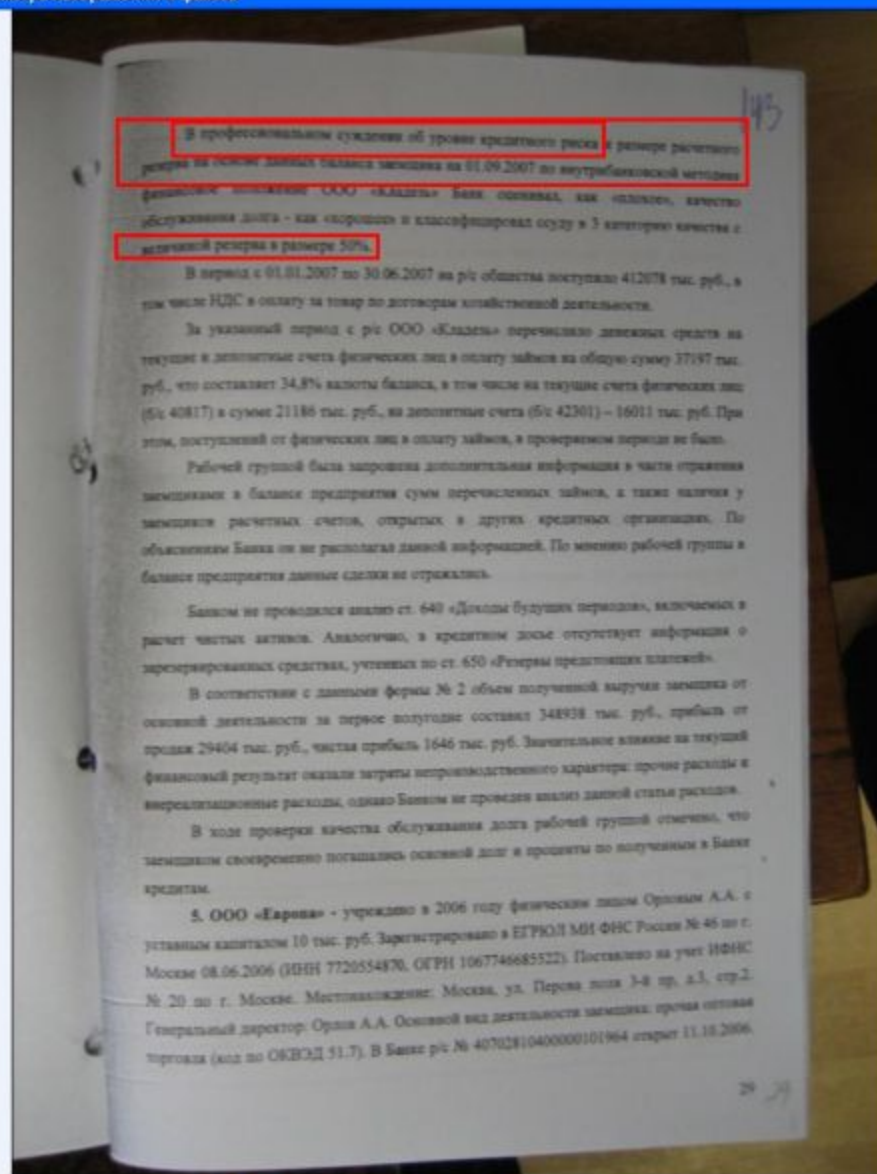 143
В профессиональном суждении об уровне кредитного риска и размере расчетного
резерва на основе данных баланса заемщика на 01.09.2007 по внутрибанковской методике
финансовое положение ООО «Кладезь» Банк оценивал, как «плохое», качество
обслуживания долга - как «хорошее» и классифицировал ссуду в 3 категорию качества с
величиной резерва в размере 50%.
В период с 01.01.2007 по 30.06.2007 на р/с общества поступило 412078 тыс. руб., в
том числе НДС в оплату за товар по договорам хозяйственной деятельности.
За указанный период с р/с ООО «Кладезь» перечислило денежных средств на
текущие и депозитные счета физических лиц в оплату займов на общую сумму 37197 тыс.
руб., что составляет 34,8% валюты баланса, в том числе на текущие счета физических лиц
(б/с 40817) в сумме 21186 тыс. руб., на депозитные счета (б/с 42301) – 16011 тыс. руб. При
этом, поступлений от физических лиц в оплату займов, в проверяемом периоде не было.
Рабочей группой была запрошена дополнительная информация в части отражения
заемщиками в балансе предприятия сумм перечисленных займов, а также наличия у
заемщиков расчетных счетов, открытых в других кредитных организациях. По
объяснениям Банка он не располагал данной информацией. По мнению рабочей группы в
балансе предприятия данные сделки не отражались.
Банком не проводился анализ ст. 640 «Доходы будущих периодов», включаемых в
расчет чистых активов. Аналогично, в кредитном досье отсутствует информация о
зарезервированных средствах, учтенных по ст. 650 «Резервы предстоящих платежей».
В соответствии с данными формы № 2 объем полученной выручки заемщика от
основной деятельности за первое полугодие составил 348938 тыс. руб., прибыль от
продаж 29404 тыс. руб., чистая прибыль 1646 тыс. руб. Значительное влияние на текущий
финансовый результат оказали затраты непроизводственного характера: прочие расходы и
внереализационные расходы, однако Банком не проведен анализ данной статьи расходов.
В ходе проверки качества обслуживания долга рабочей группой отмечено, что
заемщиком своевременно погашались основной долг и проценты по полученным в Банке
кредитам.
5. ООО «Европа» - учреждено в 2006 году физическим лицом Орловым А.А. с
уставным капиталом 10 тыс. руб. Зарегистрировано в ЕГРЮЛ МИ ФНС России № 46 по г.
Москве 08.06.2006 (ИНН 7720554870, ОГРН 1067746685522). Поставлено на учет ИФНС
№ 20 по г. Москве. Местонахождение: Москва, ул. Перова поля 3-й пр, д.3, стр.2.
Генеральный директор: Орлов А.А. Основной вид деятельности заемщика: прочая оптовая
торговля (код по ОКВЭД 51.7). В Банке р/с № 40702810400000101964 открыт 11.10.2006.
29